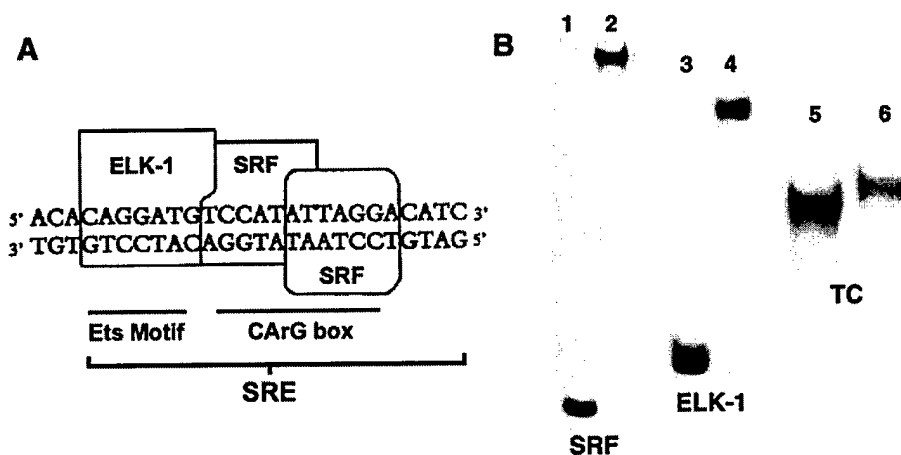 A
B
1 2
3 4
5 6
ELK-1
SRF
5' ACACAGGATGTCCATATTAGGACATC 3'
3' TGTGTCCTACAGGTATAATCCTGTAG 5'
SRF
Ets Motif
CArG box
SRE
SRF
ELK-1
TC